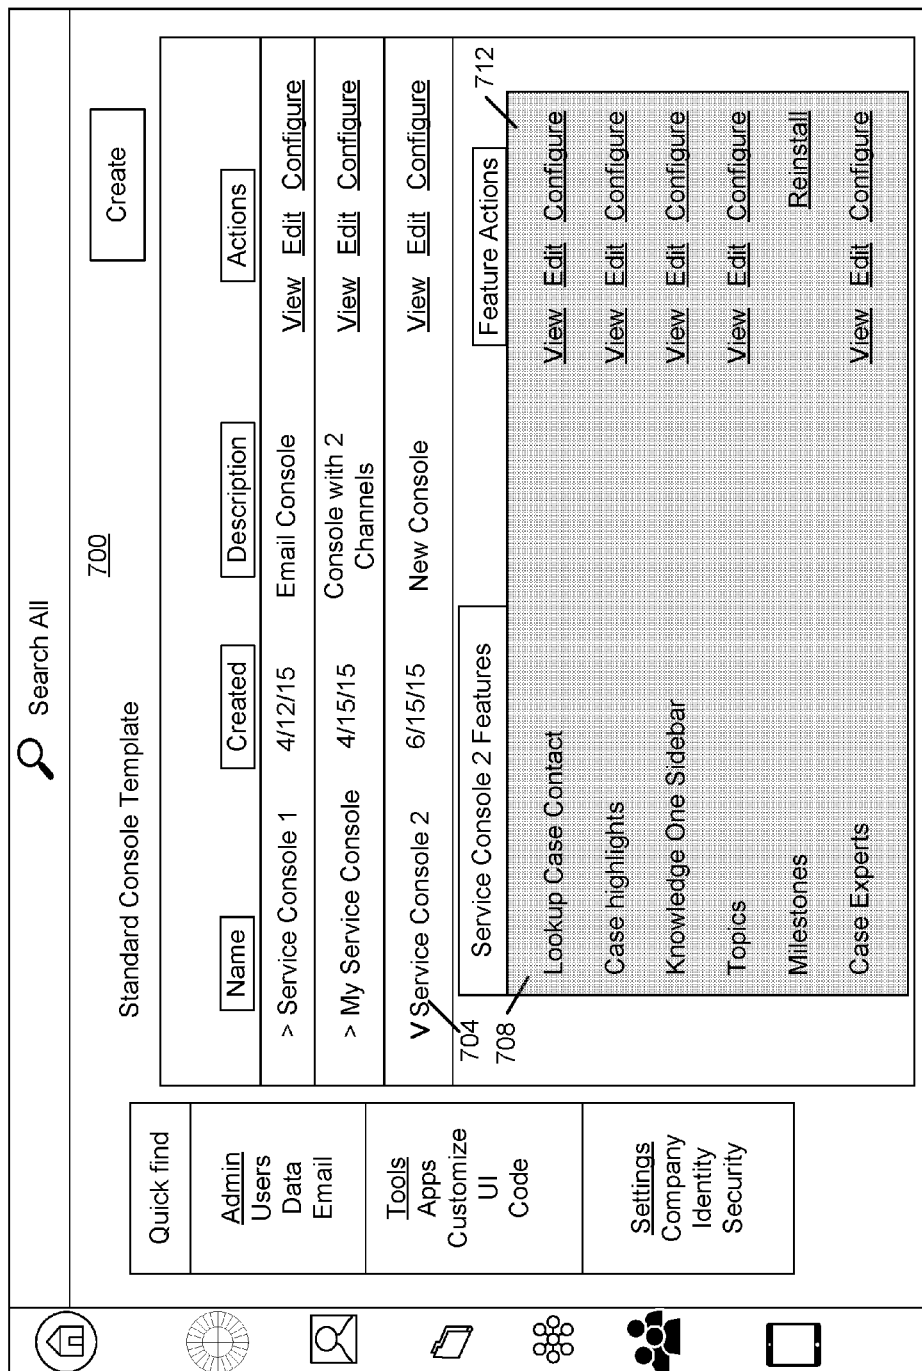 Search All
Standard Console Template
700
Create
Quick find
Admin
Users
Data
Email
Tools
Apps
Customize
UI
Code
Settings
Company
Identity
Security
Name Created Description Actions
> Service Console 1 4/12/15 Email Console View Edit Configure
> My Service Console 4/15/15 Console with 2 View Edit Configure
Channels
V Service Console 2 6/15/15 New Console View Edit Configure
704
708
712
Service Console 2 Features Feature Actions
Lookup Case Contact View Edit Configure
Case highlights View Edit Configure
Knowledge One Sidebar View Edit Configure
Topics View Edit Configure
Milestones Reinstall
Case Experts View Edit Configure